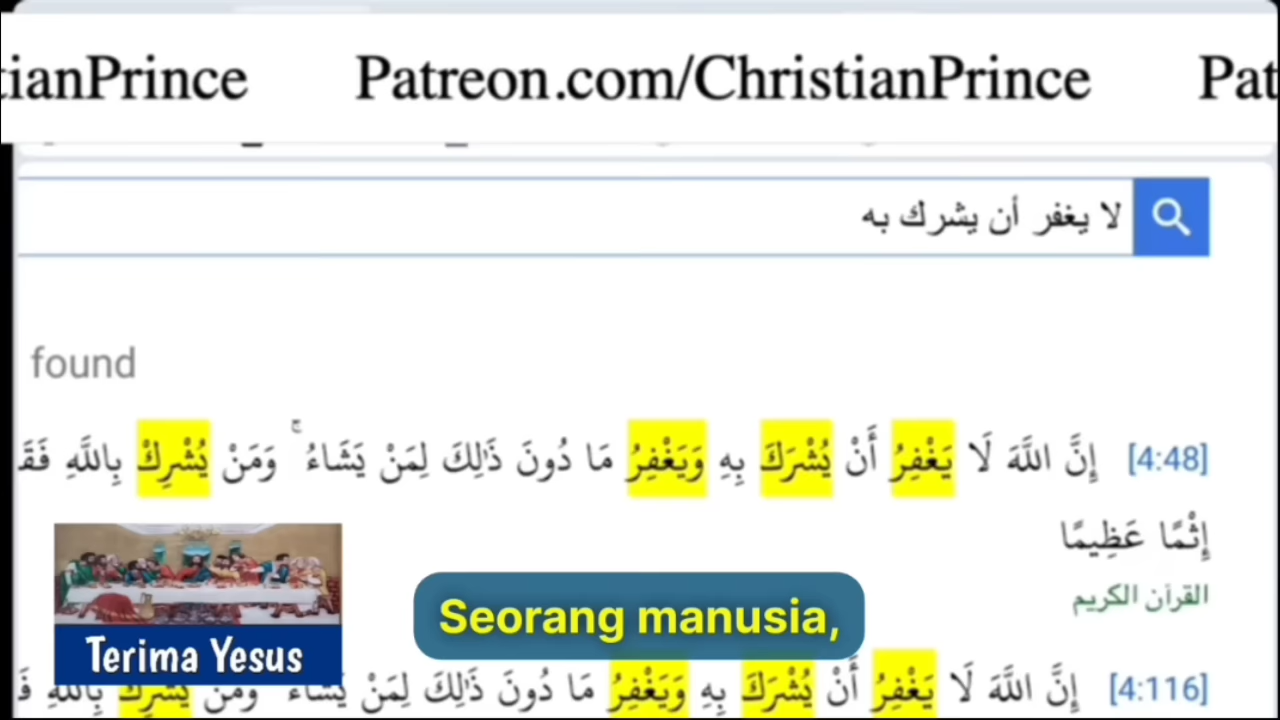 tianPrince Patreon.com/ChristianPrince Pat
لا يغفر أن يشرك به
found
[4:48] إِنَّ اللَّهَ لَا يَغْفِرُ أَنْ يُشْرَكَ بِهِ وَيَغْفِرُ مَا دُونَ ذَٰلِكَ لِمَنْ يَشَاءُ ۚ وَمَنْ يُشْرِكْ بِاللَّهِ فَقَ
إِثْمًا عَظِيمًا
القرآن الكريم
Seorang manusia,
Terima Yesus
[4:116] إِنَّ اللَّهَ لَا يَغْفِرُ أَنْ يُشْرَكَ بِهِ وَيَغْفِرُ مَا دُونَ ذَٰلِكَ لِمَنْ يَشَاءُ ۚ وَمَنْ يُشْرِكْ بِاللَّهِ فَ